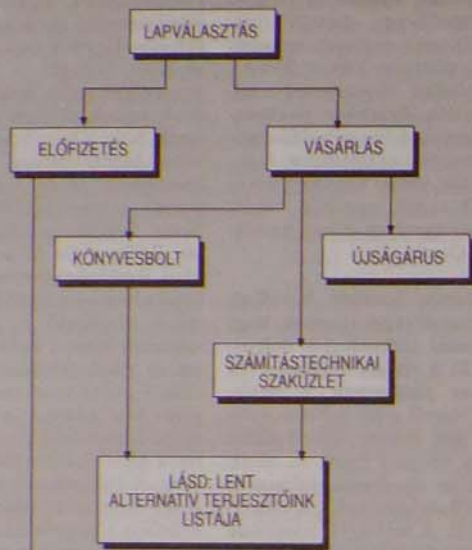 LAPVÁLASZTÁS
ELŐFIZETÉS
VÁSÁRLÁS
KÖNYVESBOLT
ÚJSÁGÁRUS
SZÁMÍTÁSTECHNIKAI
SZAKÜZLET
LÁSD: LENT
ALTERNATÍV TERJESZTŐINK
LISTÁJA